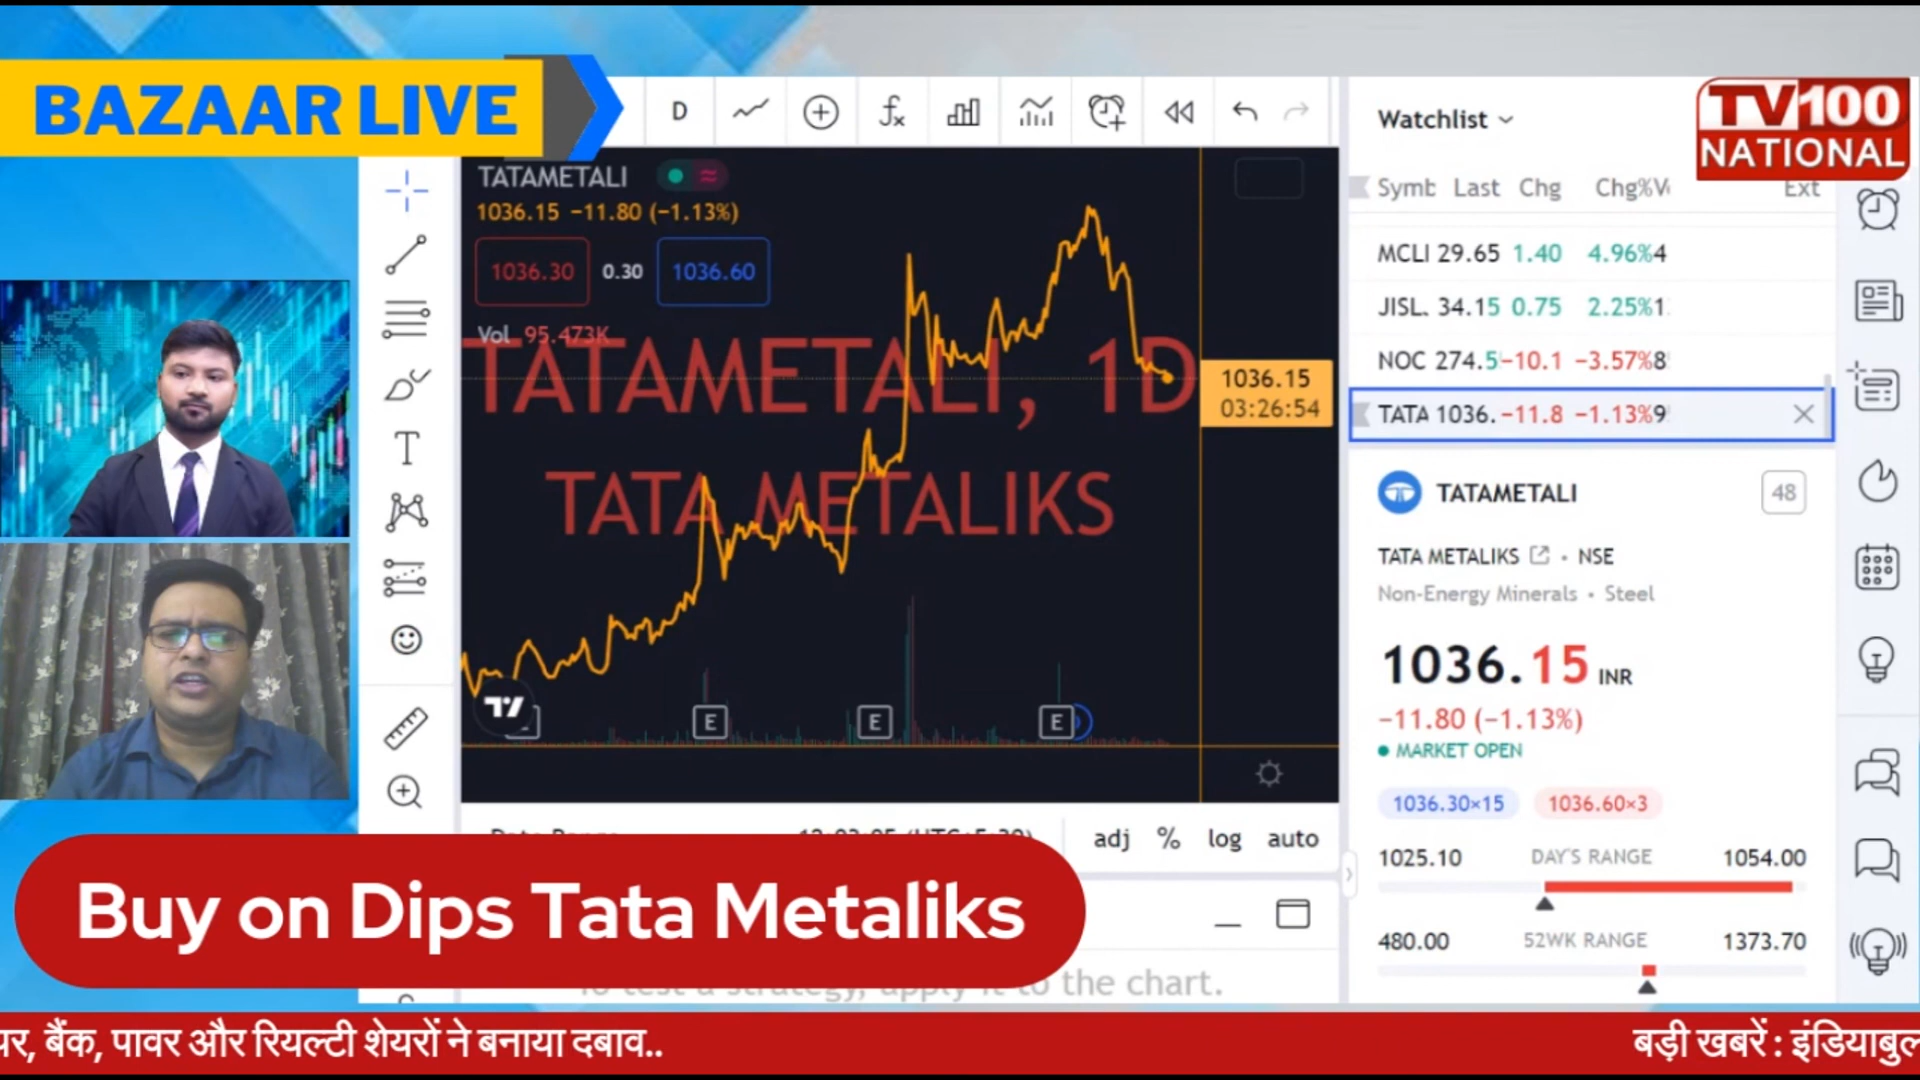 BAZAAR LIVE
D
Watchlist
TV100
NATIONAL
Symb Last Chg Chg%
Ext
TATAMETALI
1036.15 −11.80 (−1.13%)
1036.30 0.30 1036.60
Vol 95.473K
TATAMETALI, 1D
TATA METALIKS
1036.15
03:26:54
MCLI 29.65 1.40 4.96% 4
JISL. 34.15 0.75 2.25% 1
NOC 274.5 −10.1 −3.57% 8
TATA 1036. −11.8 −1.13% 9
TATAMETALI
48
TATA METALIKS • NSE
Non-Energy Minerals • Steel
1036.15 INR
−11.80 (−1.13%)
MARKET OPEN
1036.30×15 1036.60×3
1025.10 DAY'S RANGE 1054.00
480.00 52WK RANGE 1373.70
E E E
adj % log auto
Buy on Dips Tata Metaliks
to the chart.
बैंक, पावर और रियल्टी शेयरों ने बनाया दबाव..
बड़ी खबरें : इंडियाबुल